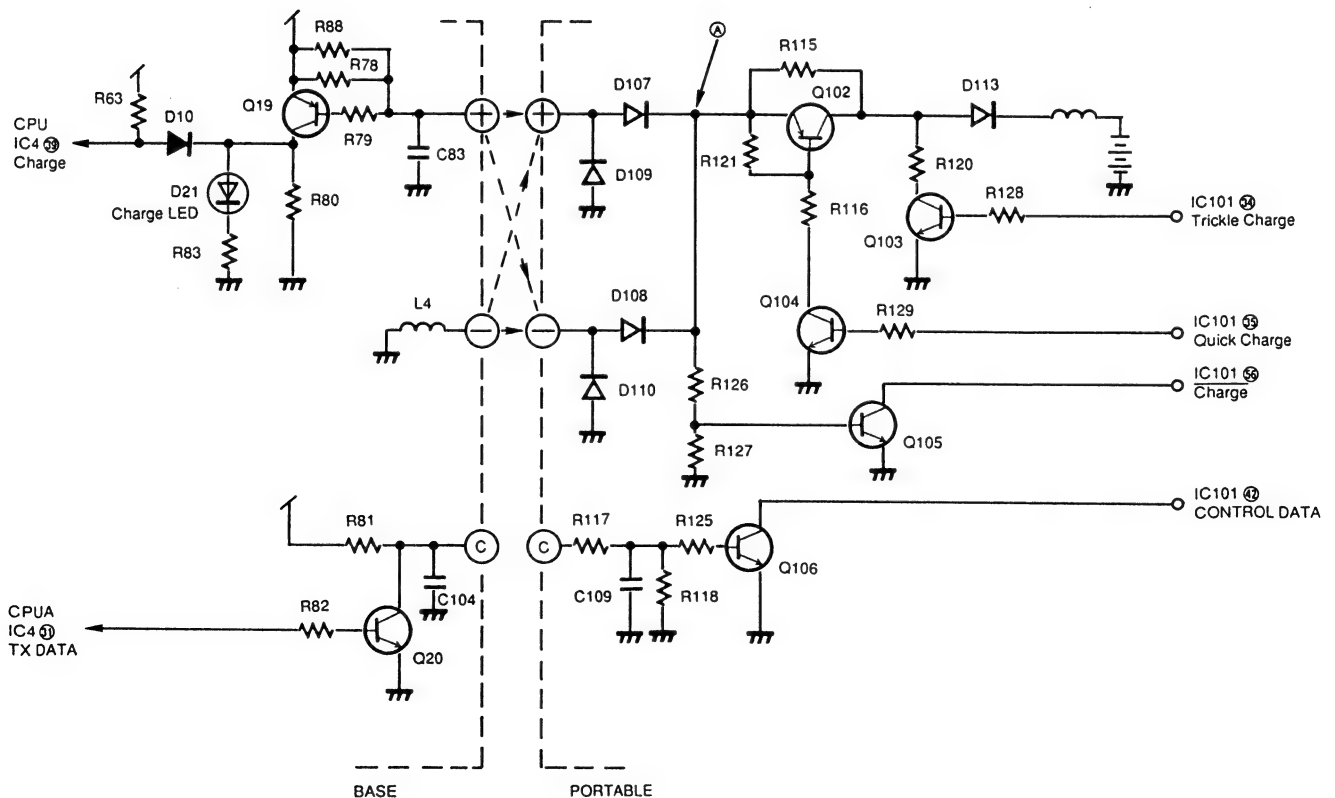 R88
R78
R63
Q19
D10
CPU
IC4 ㊴
Charge
R79
C83
D21
Charge LED
R80
R83
L4
+
+
−
−
D107
D109
D108
D110
Ⓐ
R115
Q102
R121
R116
D113
R120
R128
IC101 ㉞
Trickle Charge
Q103
Q104
R129
IC101 ㉟
Quick Charge
R126
R127
IC101 56
Charge
Q105
R81
C
C
R117
R125
IC101 ㊷
CONTROL DATA
Q106
C104
C109
R118
CPUA
IC4 ㉛
TX DATA
R82
Q20
BASE
PORTABLE